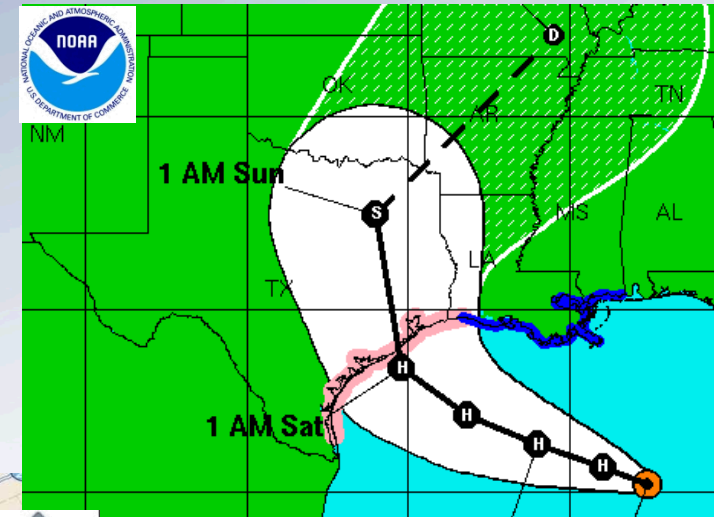 NATIONAL OCEANIC AND ATMOSPHERIC ADMINISTRATION
NOAA
U.S. DEPARTMENT OF COMMERCE
D
OK
TN
AR
NM
1 AM Sun
S
MS
AL
LA
TX
H
1 AM Sat
H
H
H